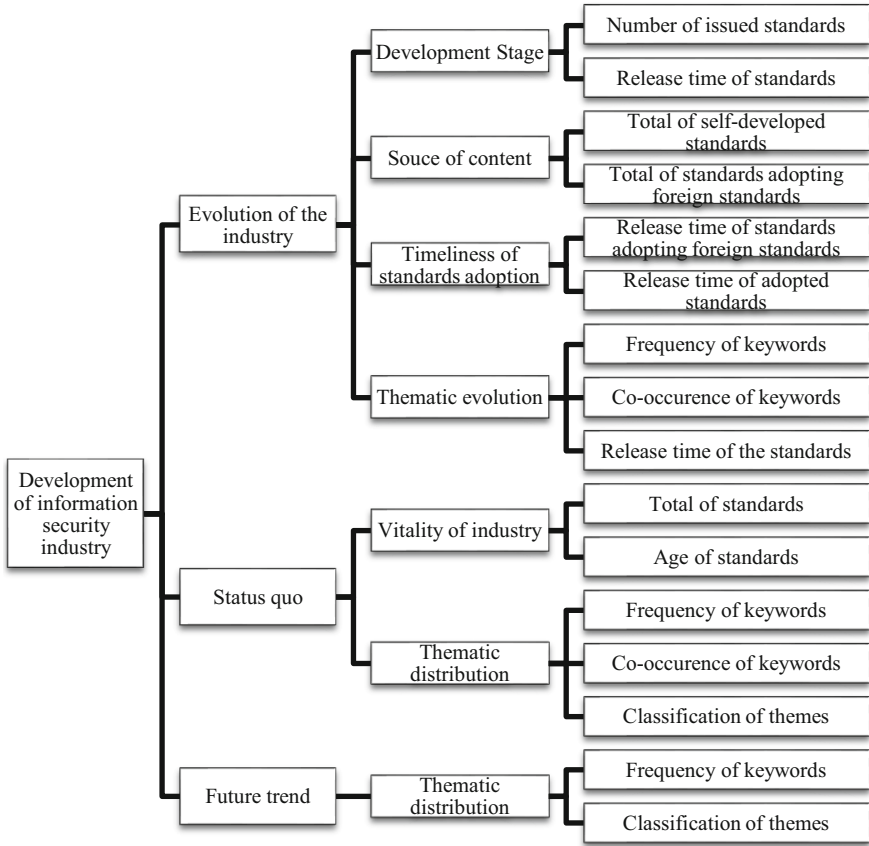 Development
of information
security
industry
Evolution of the
industry
Development Stage
Number of issued standards
Release time of standards
Souce of content
Total of self-developed
standards
Total of standards adopting
foreign standards
Timeliness of
standards adoption
Release time of standards
adopting foreign standards
Release time of adopted
standards
Thematic evolution
Frequency of keywords
Co-occurence of keywords
Release time of the standards
Status quo
Vitality of industry
Total of standards
Age of standards
Thematic
distribution
Frequency of keywords
Co-occurence of keywords
Classification of themes
Future trend
Thematic
distribution
Frequency of keywords
Classification of themes